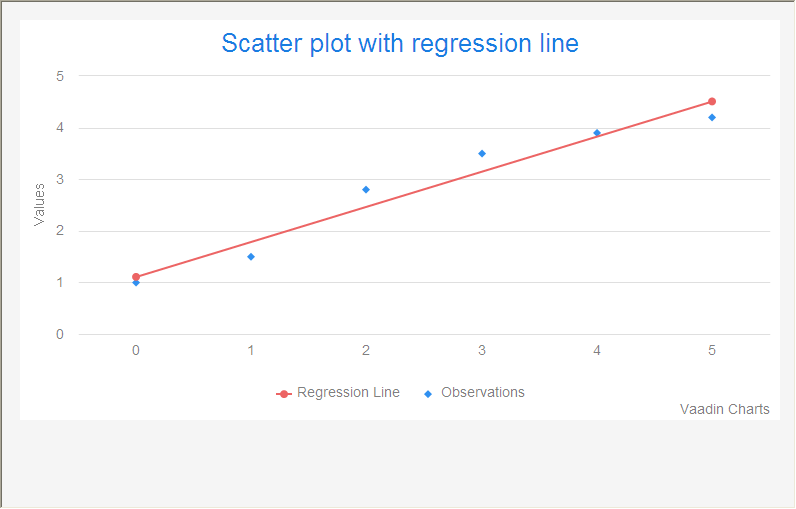 Scatter plot with regression line
5
4
3
2
1
0
Values
0 1 2 3 4 5
Regression Line Observations
Vaadin Charts